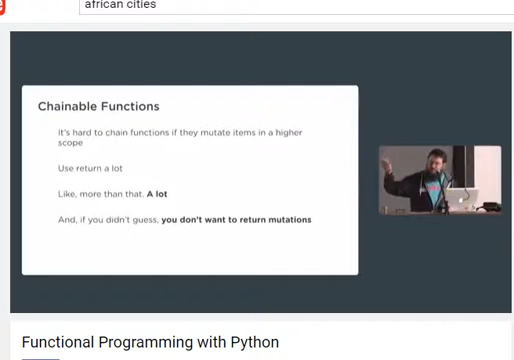 african cities
Chainable Functions
It's hard to chain functions if they mutate items in a higher
scope
Use return a lot
Like, more than that. A lot
And, if you didn't guess, you don't want to return mutations
Functional Programming with Python